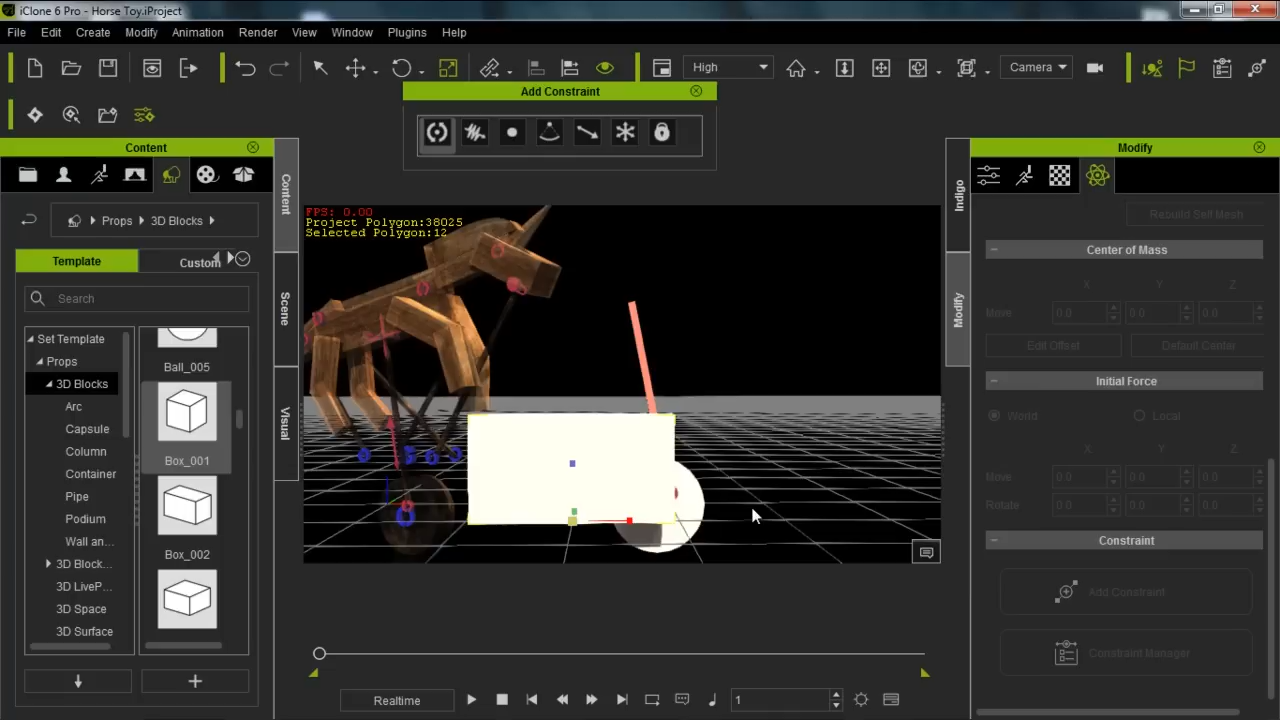 iClone 6 Pro - Horse Toy.iProject
File Edit Create Modify Animation Render View Window Plugins Help
High
Camera
Add Constraint
Content
Props 3D Blocks
Template Custom
Search
Set Template
Props
3D Blocks
Arc
Capsule
Column
Container
Pipe
Podium
Wall an...
3D Block...
3D LiveP...
3D Space
3D Surface
Ball_005
Box_001
Box_002
Content
Scene
Visual
FPS: 0.00
Project Polygon:38025
Selected Polygon:12
Realtime
1
Indigo
Modify
Modify
Rebuild Self Mesh
Center of Mass
X Y Z
Move 0.0 0.0 0.0
Edit Offset Default Center
Initial Force
World Local
X Y Z
Move 0.0 0.0 0.0
Rotate 0.0 0.0 0.0
Constraint
Add Constraint
Constraint Manager